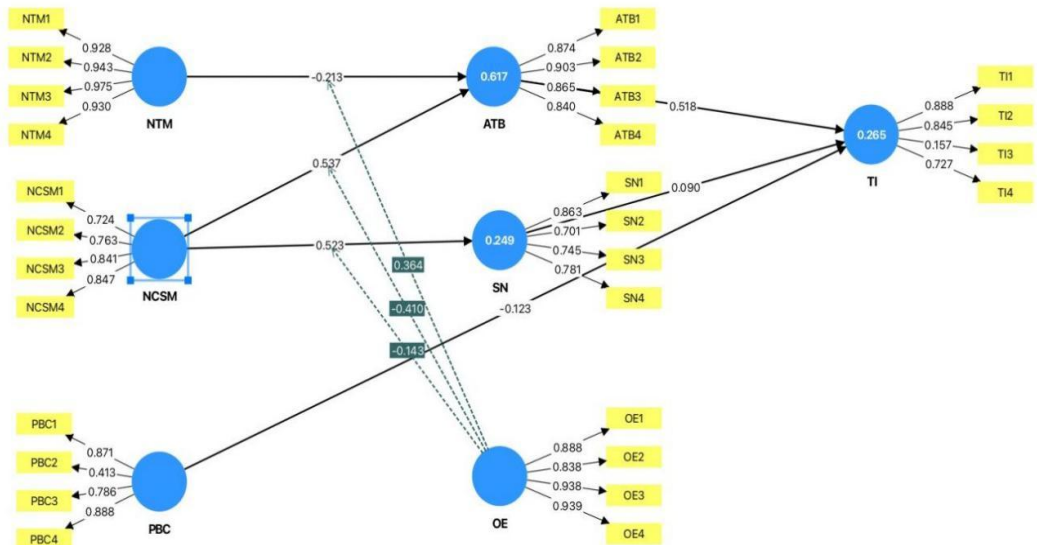 NTM1
NTM2
NTM3
NTM4
0.928
0.943
0.975
0.930
NTM
-0.213
0.617
ATB
0.874
0.903
0.865
0.840
ATB1
ATB2
ATB3
ATB4
0.518
0.265
TI
0.888
0.845
0.157
0.727
TI1
TI2
TI3
TI4
NCSM1
NCSM2
NCSM3
NCSM4
0.724
0.763
0.841
0.847
NCSM
0.537
0.523
0.249
SN
0.863
0.701
0.745
0.781
SN1
SN2
SN3
SN4
0.090
0.364
-0.410
-0.143
-0.123
PBC1
PBC2
PBC3
PBC4
0.871
0.413
0.786
0.888
PBC
OE
0.888
0.838
0.938
0.939
OE1
OE2
OE3
OE4